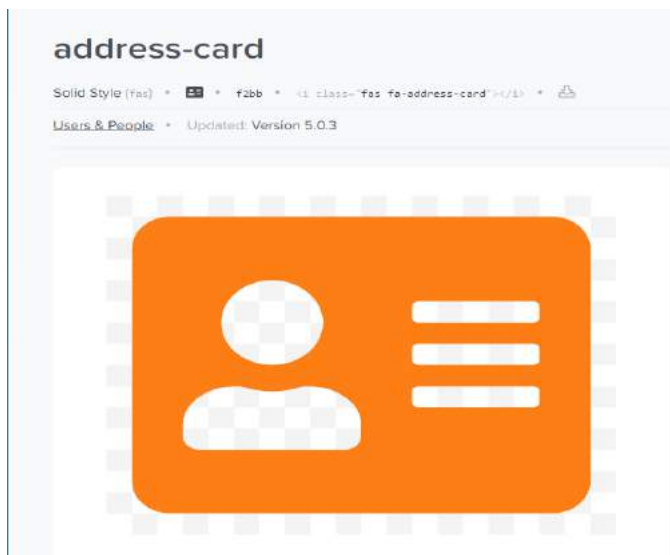 address-card
Solid Style (fas) • • f2bb • <i class="fas fa-address-card"></i> •
Users & People • Updated: Version 5.0.3